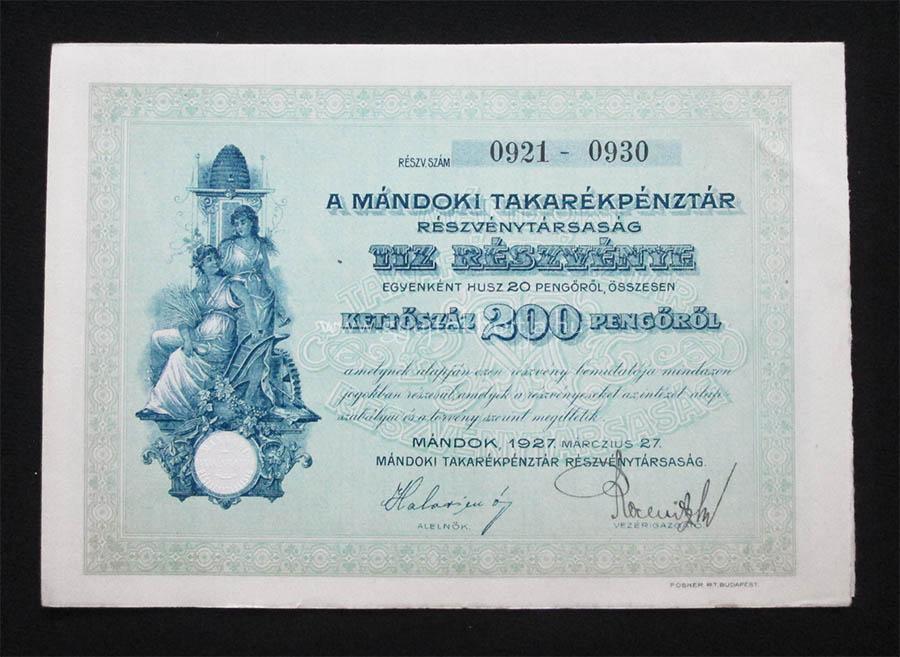 RÉSZV. SZÁM 0921 - 0930
A MÁNDOKI TAKARÉKPÉNZTÁR
RÉSZVÉNYTÁRSASÁG
TIZ RÉSZVÉNYE
EGYENKÉNT HUSZ 20 PENGŐRŐL, ÖSSZESEN
KETTŐSZÁZ 200 PENGŐRŐL
amelynek alapján ezen részvény bemutatója mindazon
jogokban részesül, amelyek a részvényeseket az intézet alap-
szabályai és a törvény szerint megilletik.
MÁNDOK, 1927. MÁRCZIUS 27.
MÁNDOKI TAKARÉKPÉNZTÁR RÉSZVÉNYTÁRSASÁG.
ALELNÖK.
VEZÉRIGAZGATÓ.
POSNER RT. BUDAPEST.